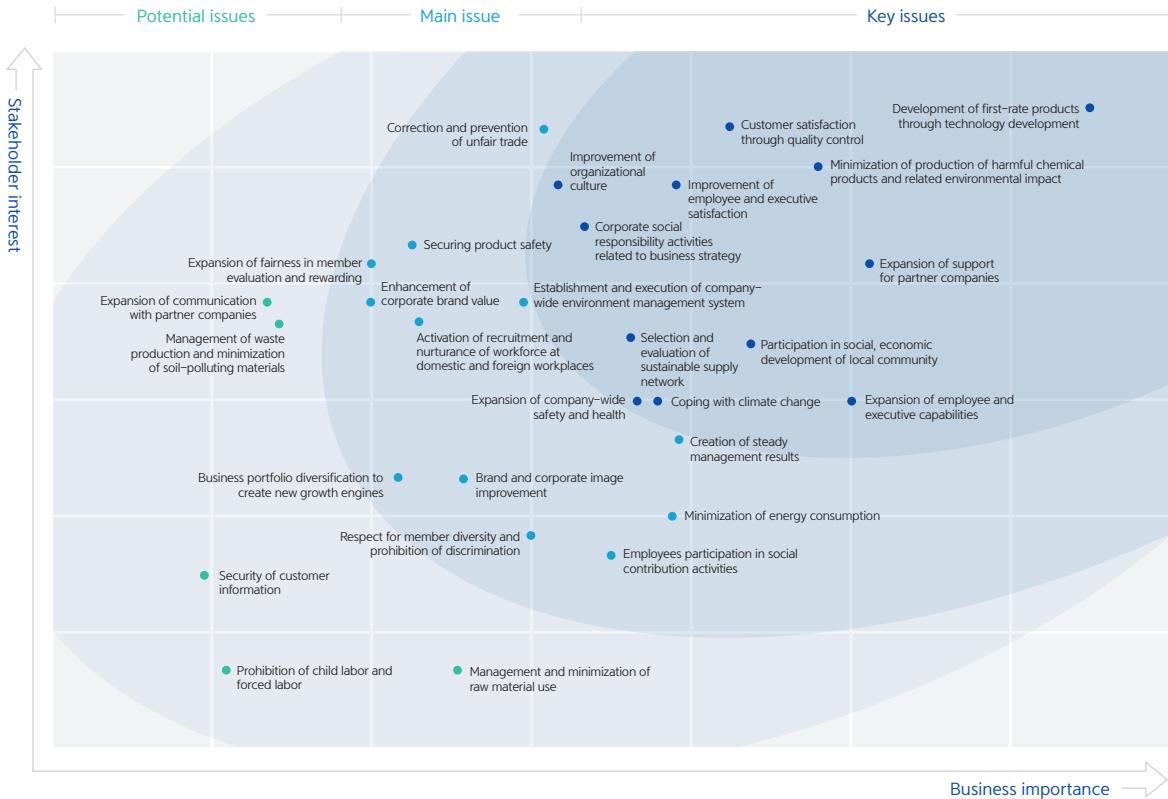 Potential issues
Main issue
Key issues
Stakeholder interest
Development of first-rate products
through technology development
Correction and prevention
of unfair trade
Customer satisfaction
through quality control
Improvement of
organizational
culture
Minimization of production of harmful chemical
products and related environmental impact
Improvement of
employee and executive
satisfaction
Corporate social
responsibility activities
related to business strategy
Securing product safety
Expansion of fairness in member
evaluation and rewarding
Expansion of support
for partner companies
Enhancement of
corporate brand value
Establishment and execution of company-
wide environment management system
Expansion of communication
with partner companies
Management of waste
production and minimization
of soil-polluting materials
Activation of recruitment and
nurturance of workforce at
domestic and foreign workplaces
Selection and
evaluation of
sustainable supply
network
Participation in social, economic
development of local community
Expansion of company-wide
safety and health
Coping with climate change
Expansion of employee and
executive capabilities
Creation of steady
management results
Business portfolio diversification to
create new growth engines
Brand and corporate image
improvement
Minimization of energy consumption
Respect for member diversity and
prohibition of discrimination
Employees participation in social
contribution activities
Security of customer
information
Prohibition of child labor and
forced labor
Management and minimization of
raw material use
Business importance